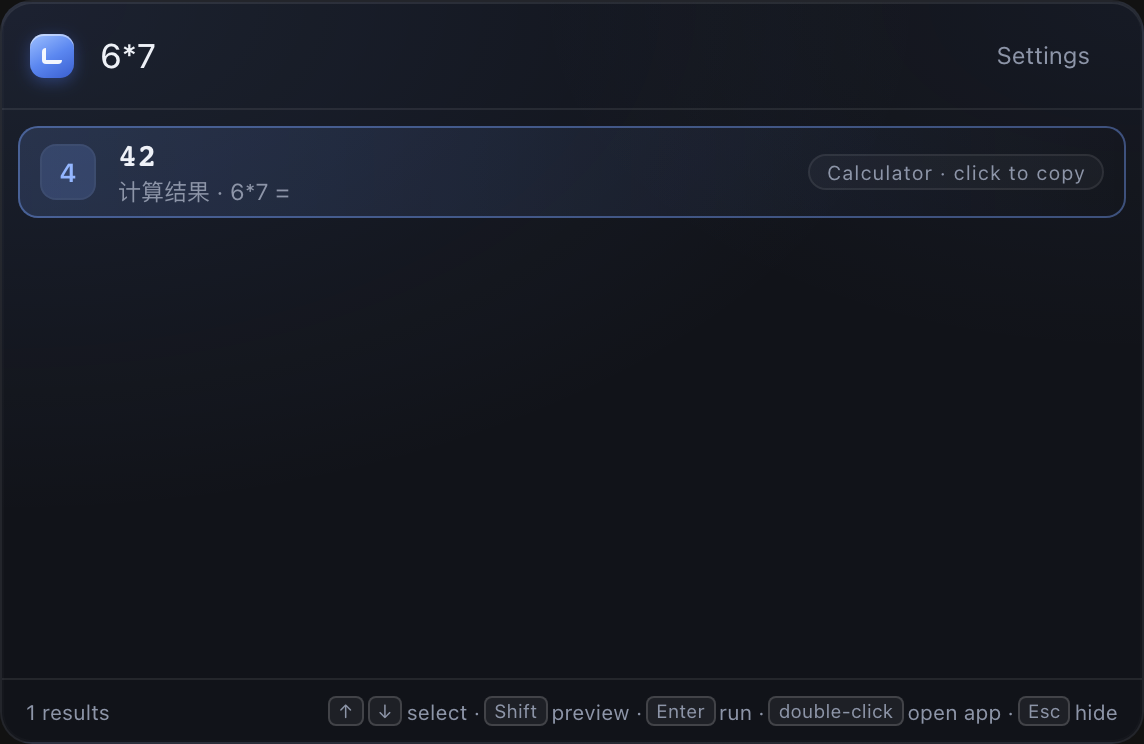 6*7
Settings
4
42
计算结果 · 6*7 =
Calculator · click to copy
1 results
↑ ↓ select · Shift preview · Enter run · double-click open app · Esc hide